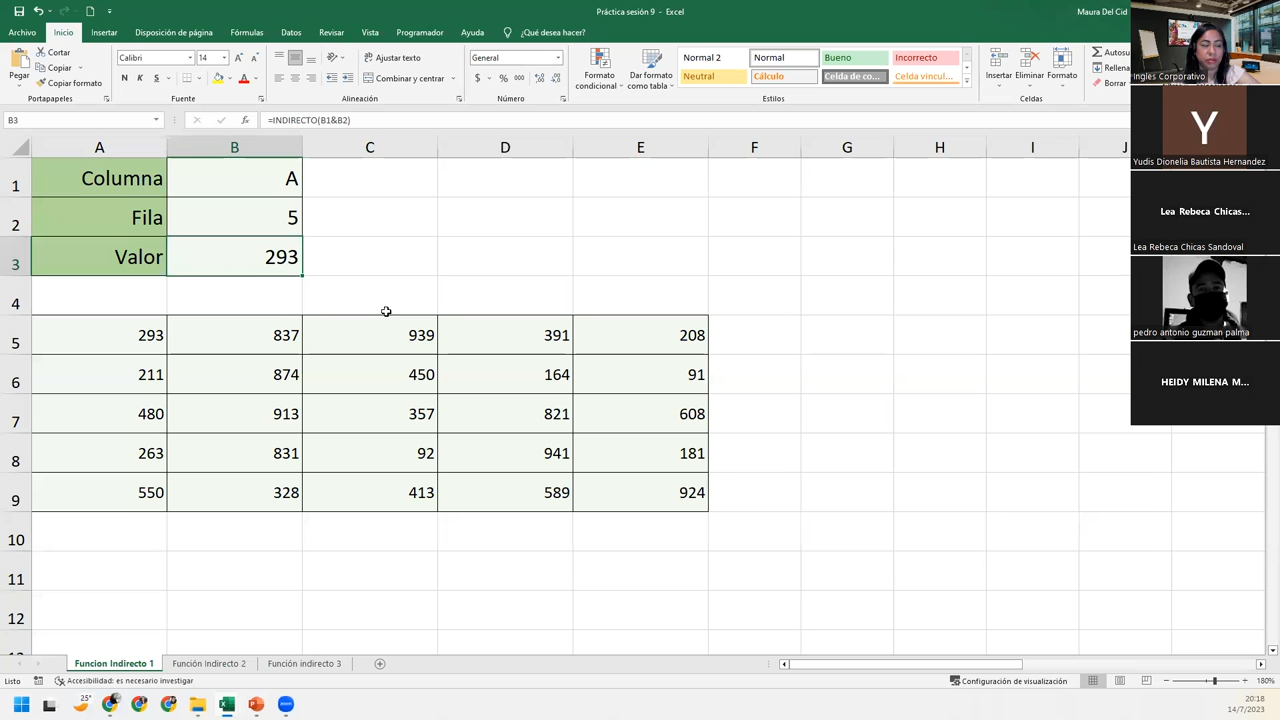 Práctica sesión 9 - Excel
Maura Del Cid
Archivo Inicio Insertar Disposición de página Fórmulas Datos Revisar Vista Programador Ayuda ¿Qué desea hacer?
Pegar
Cortar
Copiar
Copiar formato
Portapapeles
Calibri 14
N K S
Fuente
Ajustar texto
Combinar y centrar
Alineación
General
$ % 000
Número
Formato condicional
Dar formato como tabla
Normal 2 Normal Bueno Incorrecto
Neutral Cálculo Celda de co... Celda vincul...
Estilos
Insertar Eliminar Formato
Celdas
Autosu
Rellena
Borrar
B3 fx =INDIRECTO(B1&B2)
A B C D E F G H I J
1 Columna A
2 Fila 5
3 Valor 293
4
5 293 837 939 391 208
6 211 874 450 164 91
7 480 913 357 821 608
8 263 831 92 941 181
9 550 328 413 589 924
10
11
12
Ingles Corporativo
Y
Yudis Dionelia Bautista Hernandez
Lea Rebeca Chicas...
Lea Rebeca Chicas Sandoval
pedro antonio guzman palma
HEIDY MILENA M...
Funcion Indirecto 1 Función Indirecto 2 Función indirecto 3
Listo Accesibilidad: es necesario investigar
Configuración de visualización 180%
25°
20:18
14/7/2023